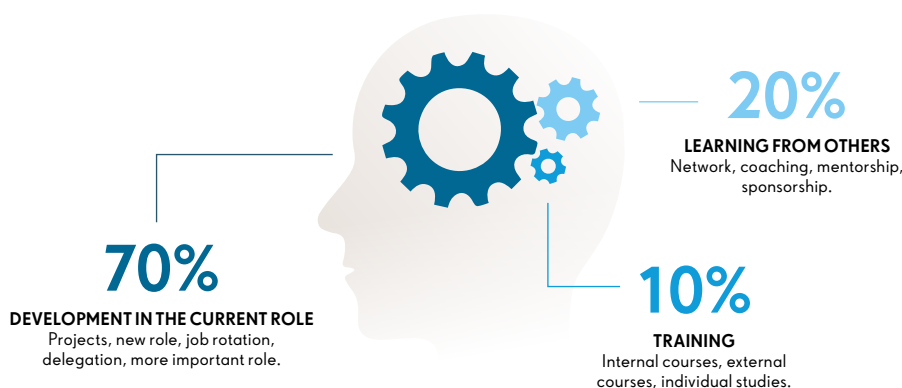 20%
LEARNING FROM OTHERS
Network, coaching, mentorship,
sponsorship.
70%
DEVELOPMENT IN THE CURRENT ROLE
Projects, new role, job rotation,
delegation, more important role.
10%
TRAINING
Internal courses, external
courses, individual studies.